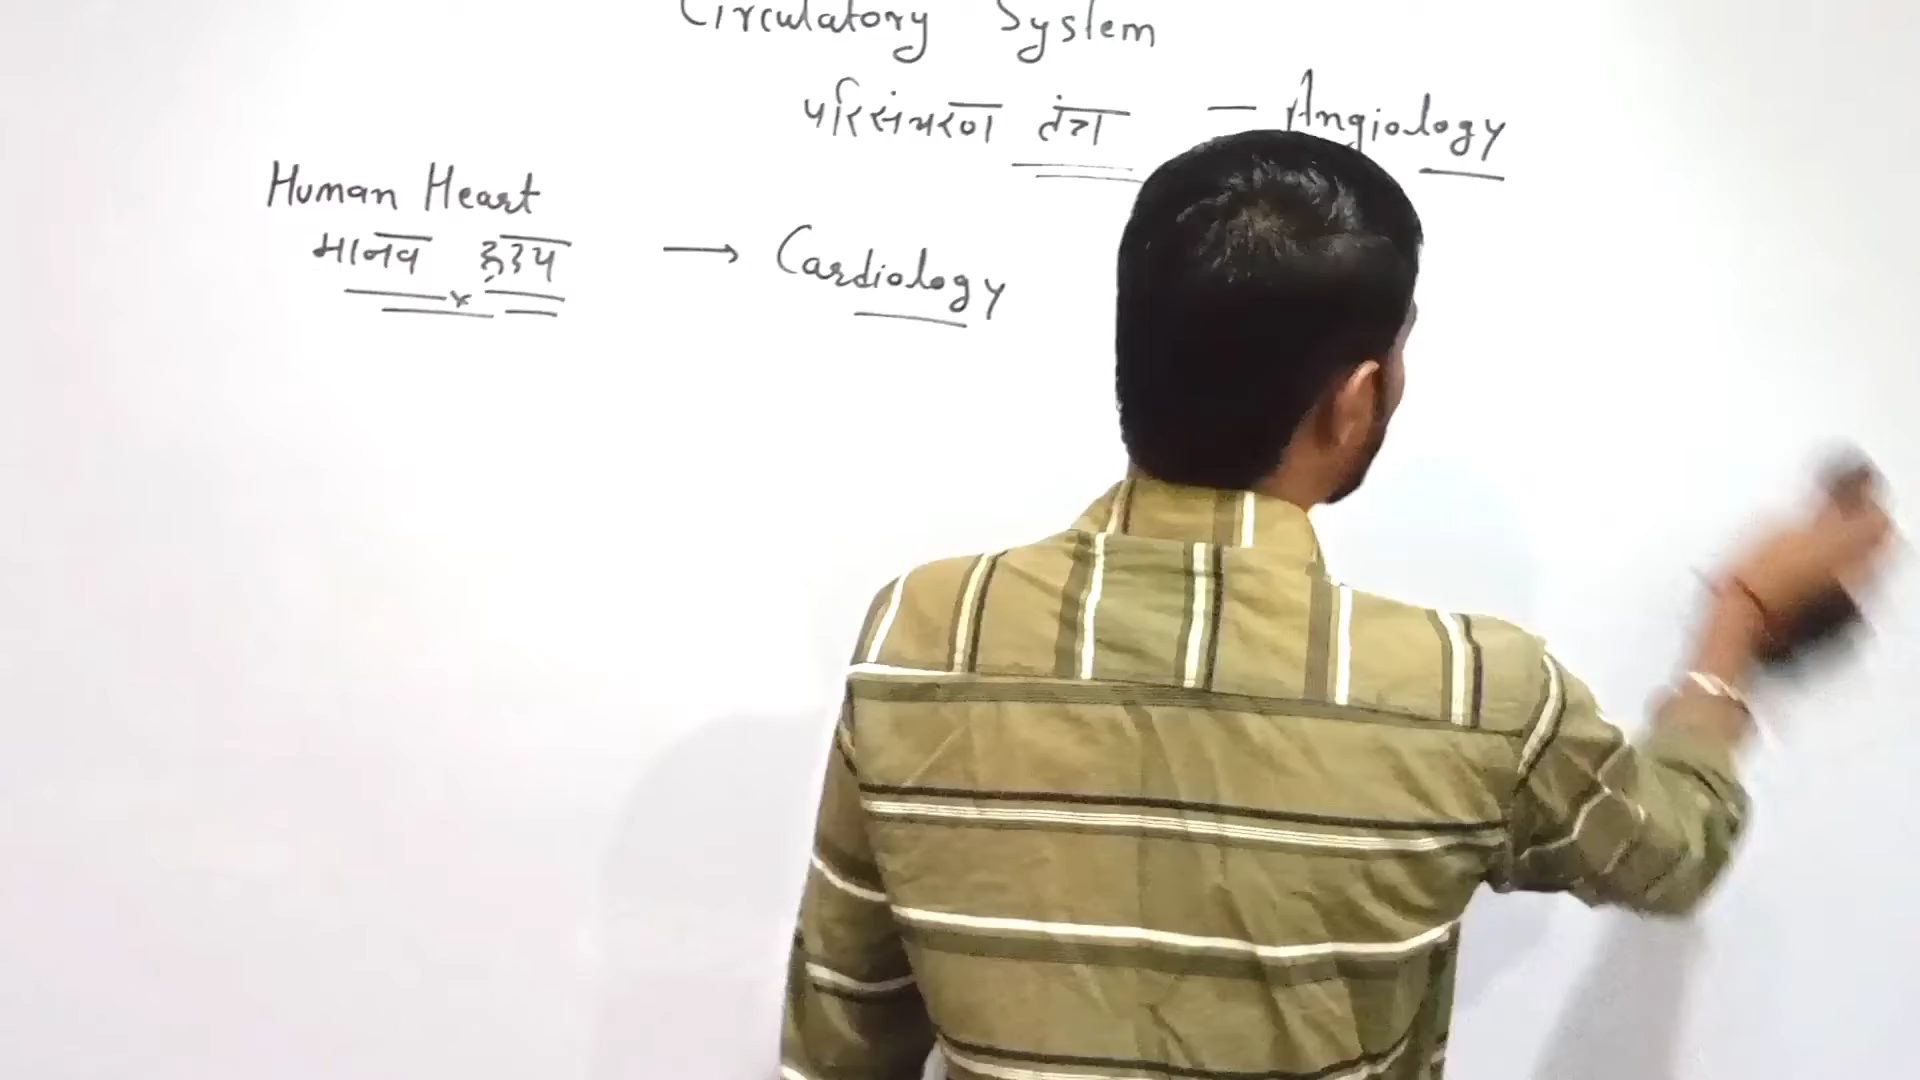 Circulatory System
परिसंचरण तंत्र - Angiology
Human Heart
मानव हृदय → Cardiology